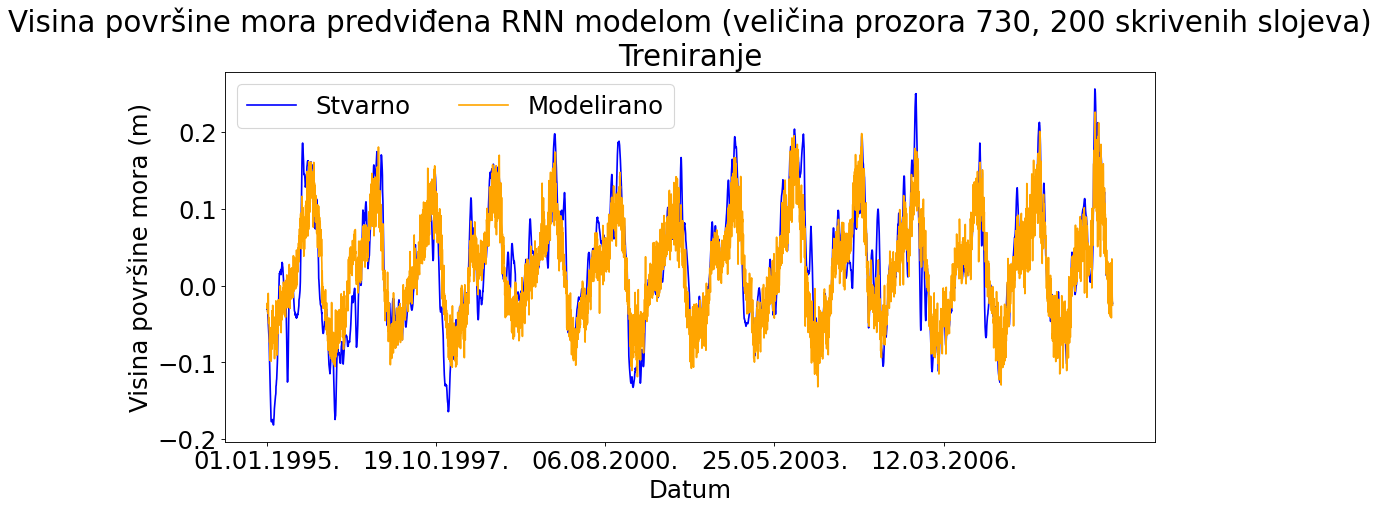 Visina površine mora predviđena RNN modelom (veličina prozora 730, 200 skrivenih slojeva)
Treniranje
Stvarno
Modelirano
Visina površine mora (m)
0.2
0.1
0.0
−0.1
−0.2
01.01.1995.
19.10.1997.
06.08.2000.
25.05.2003.
12.03.2006.
Datum